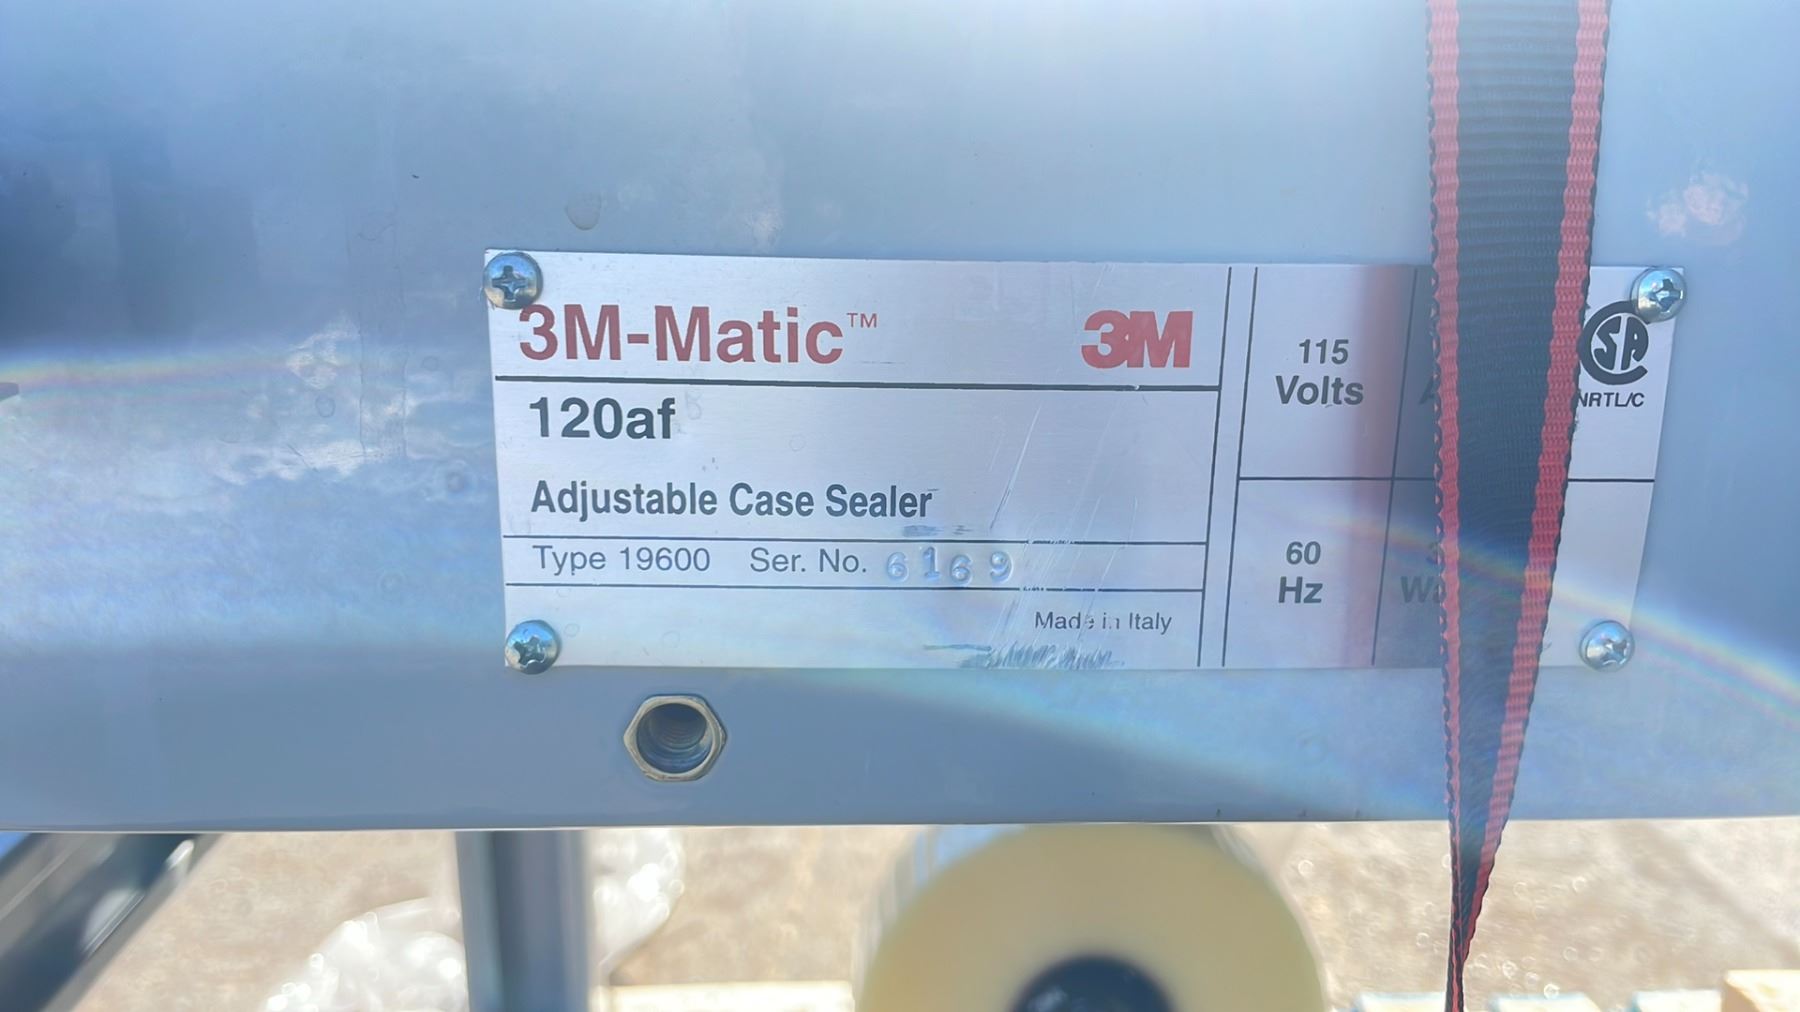 3M-Matic™ 3M
120af
Adjustable Case Sealer
Type 19600 Ser. No. 6169
Made in Italy
115
Volts
60
Hz
SA
NRTL/C